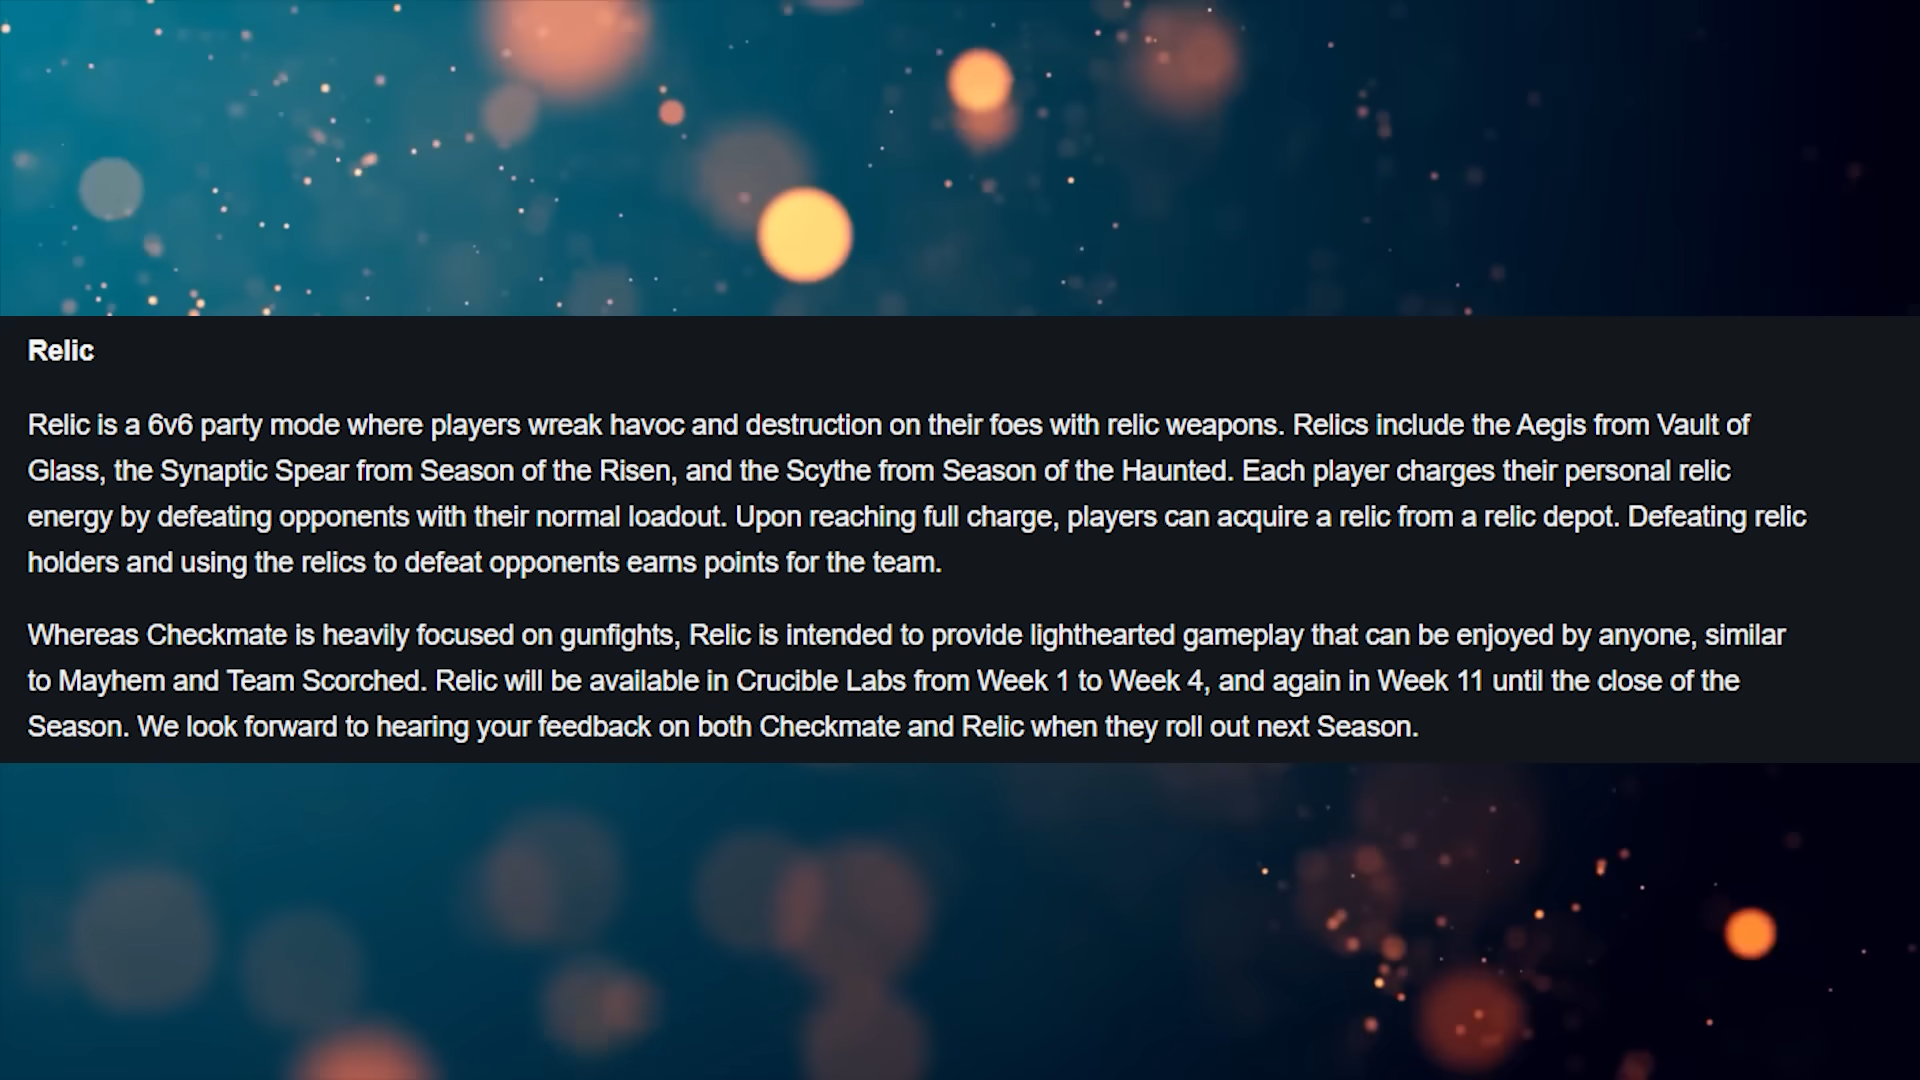 Relic
Relic is a 6v6 party mode where players wreak havoc and destruction on their foes with relic weapons. Relics include the Aegis from Vault of
Glass, the Synaptic Spear from Season of the Risen, and the Scythe from Season of the Haunted. Each player charges their personal relic
energy by defeating opponents with their normal loadout. Upon reaching full charge, players can acquire a relic from a relic depot. Defeating relic
holders and using the relics to defeat opponents earns points for the team.
Whereas Checkmate is heavily focused on gunfights, Relic is intended to provide lighthearted gameplay that can be enjoyed by anyone, similar
to Mayhem and Team Scorched. Relic will be available in Crucible Labs from Week 1 to Week 4, and again in Week 11 until the close of the
Season. We look forward to hearing your feedback on both Checkmate and Relic when they roll out next Season.